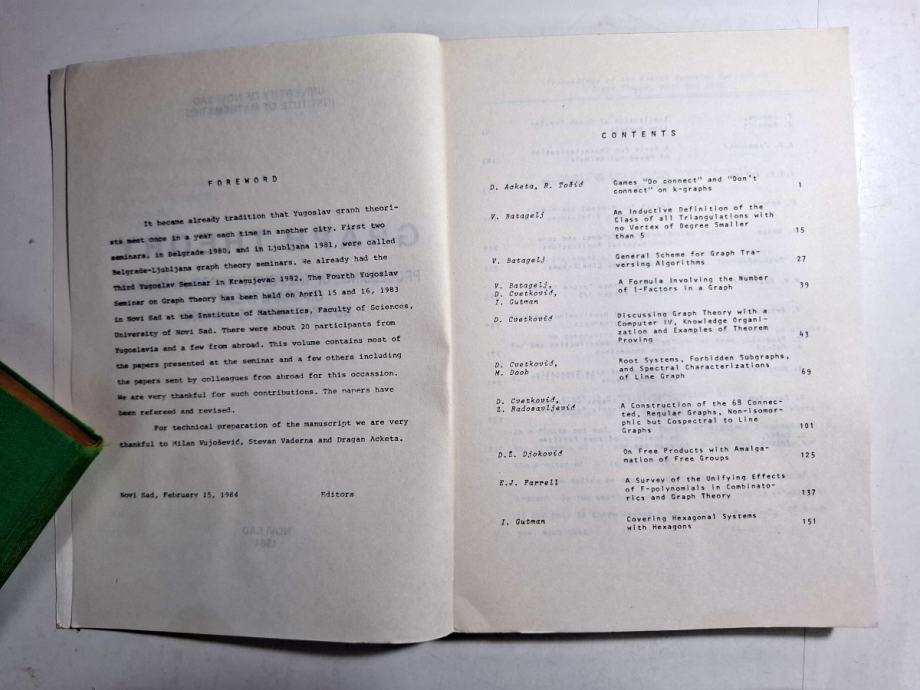 FOREWORD
It became already tradition that Yugoslav graph theori-
sts meet once in a year each time in another city. First two
seminars, in Belgrade 1980, and in Ljubljana 1981, were called
Belgrade-Ljubljana graph theory seminars. We already had the
Third Yugoslav Seminar in Kragujevac 1982. The Fourth Yugoslav
Seminar on Graph Theory has been held on April 15 and 16, 1983
in Novi Sad at the Institute of Mathematics, Faculty of Sciences,
University of Novi Sad. There were about 20 participants from
Yugoslavia and a few from abroad. This volume contains most of
the papers presented at the seminar and a few others including
the papers sent by colleagues from abroad for this occassion.
We are very thankful for such contributions. The papers have
been refereed and revised.
For technical preparation of the manuscript we are very
thankful to Milan Vujošević, Stevan Vaderna and Dragan Acketa.
Novi Sad, February 15, 1984 Editors
CONTENTS
D. Acketa, R. Tošić Games "Do connect" and "Don't
connect" on k-graphs 1
V. Batagelj An Inductive Definition of the
Class of all Triangulations with
no Vertex of Degree Smaller
than 5 15
V. Batagelj General Scheme for Graph Tra-
versing Algorithms 27
V. Batagelj, A Formula Involving the Number
D. Cvetković, of 1-Factors in a Graph 39
I. Gutman
D. Cvetković Discussing Graph Theory with a
Computer IV, Knowledge Organi-
zation and Examples of Theorem
Proving 43
D. Cvetković, Root Systems, Forbidden Subgraphs,
M. Doob and Spectral Characterizations
of Line Graph 69
D. Cvetković,
Z. Radosavljević A Construction of the 68 Connec-
ted, Regular Graphs, Non-isomor-
phic but Cospectral to Line
Graphs 101
D.Ž. Djoković On Free Products with Amalga-
mation of Free Groups 125
E.J. Farrell A Survey of the Unifying Effects
of F-polynomials in Combinato-
rics and Graph Theory 137
I. Gutman Covering Hexagonal Systems
with Hexagons 151